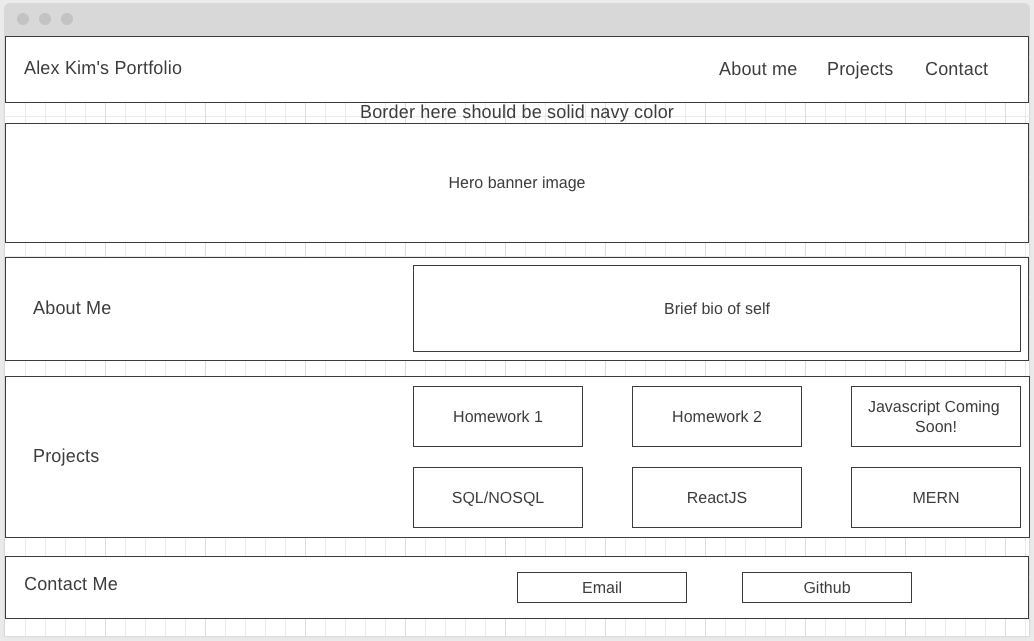 Alex Kim's Portfolio
About me
Projects
Contact
Border here should be solid navy color
Hero banner image
About Me
Brief bio of self
Projects
Homework 1
Homework 2
Javascript Coming
Soon!
SQL/NOSQL
ReactJS
MERN
Contact Me
Email
Github